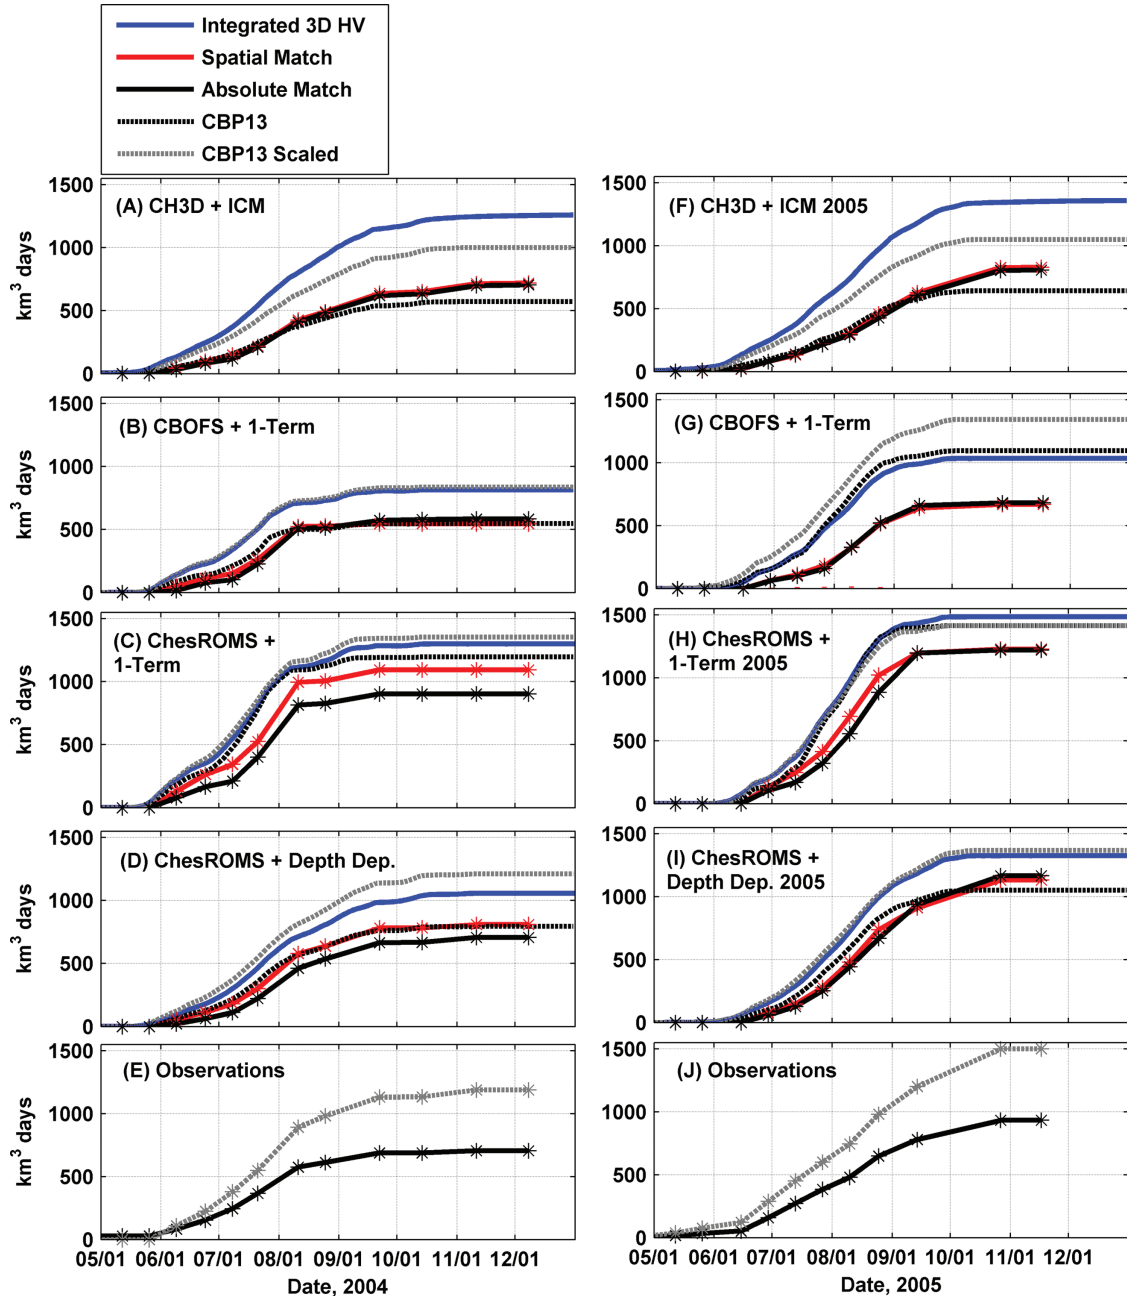 Integrated 3D HV
Spatial Match
Absolute Match
CBP13
CBP13 Scaled
1500
1000
500
0
km³ days
(A) CH3D + ICM
1500
1000
500
0
(F) CH3D + ICM 2005
1500
1000
500
0
km³ days
(B) CBOFS + 1-Term
1500
1000
500
0
(G) CBOFS + 1-Term
1500
1000
500
0
km³ days
(C) ChesROMS +
1-Term
1500
1000
500
0
(H) ChesROMS +
1-Term 2005
1500
1000
500
0
km³ days
(D) ChesROMS + Depth Dep.
1500
1000
500
0
(I) ChesROMS +
Depth Dep. 2005
1500
1000
500
0
km³ days
(E) Observations
05/01 06/01 07/01 08/01 09/01 10/01 11/01 12/01
Date, 2004
1500
1000
500
0
(J) Observations
05/01 06/01 07/01 08/01 09/01 10/01 11/01 12/01
Date, 2005